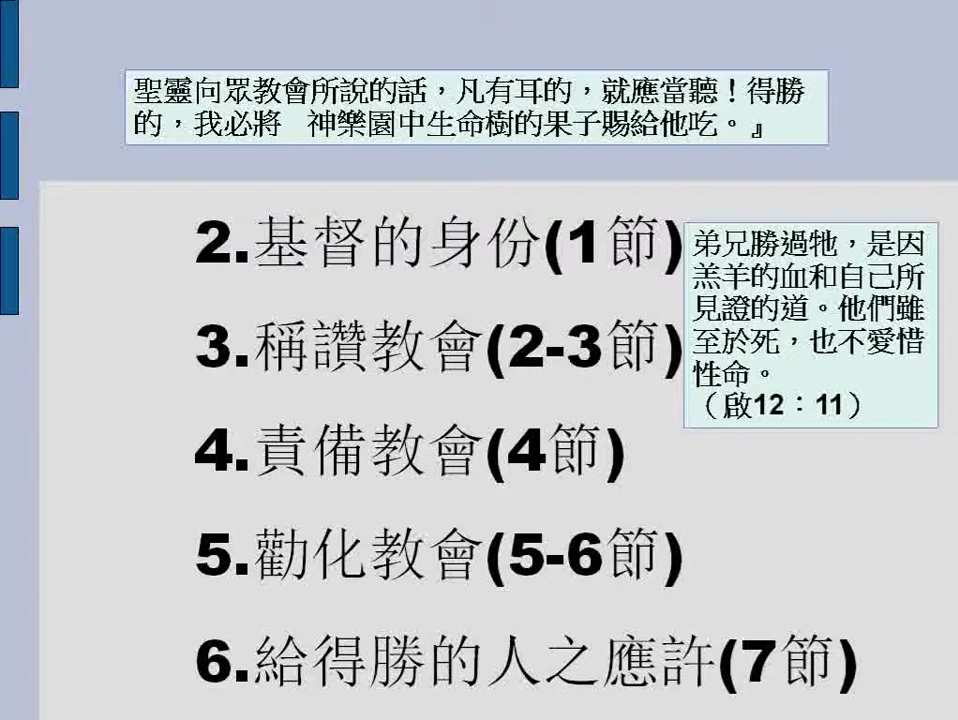 聖靈向眾教會所說的話，凡有耳的，就應當聽！得勝
的，我必將　神樂園中生命樹的果子賜給他吃。』
2.基督的身份(1節)
3.稱讚教會(2-3節)
弟兄勝過牠，是因
羔羊的血和自己所
見證的道。他們雖
至於死，也不愛惜
性命。
（啟12：11）
4.責備教會(4節)
5.勸化教會(5-6節)
6.給得勝的人之應許(7節)